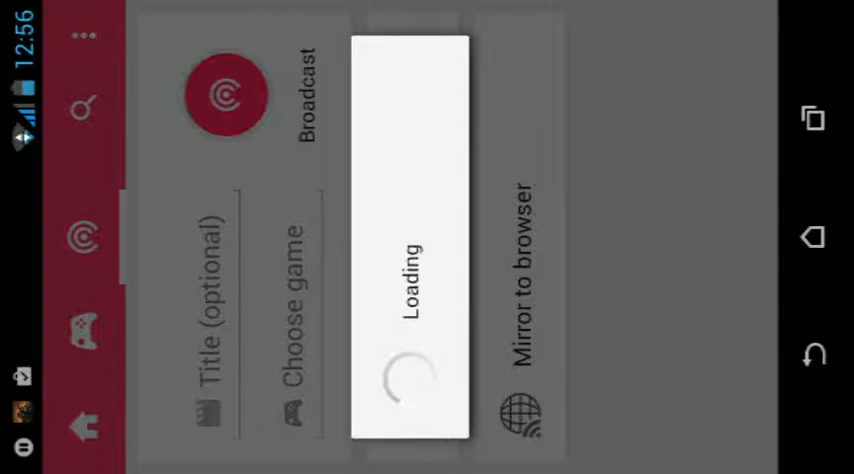 12:56
Title (optional)
Broadcast
Choose game
Loading
Mirror to browser